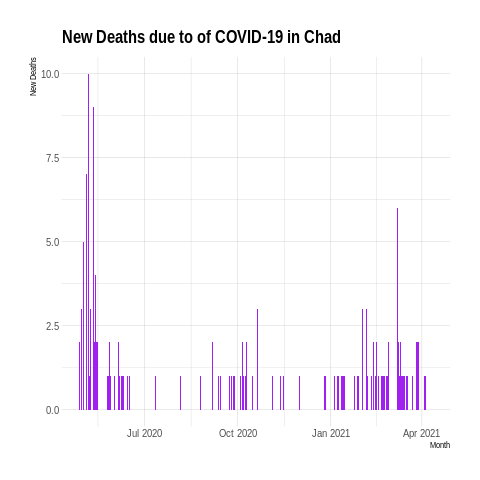 New Deaths due to of COVID-19 in Chad
New Deaths
10.0
7.5
5.0
2.5
0.0
Jul 2020 Oct 2020 Jan 2021 Apr 2021
Month